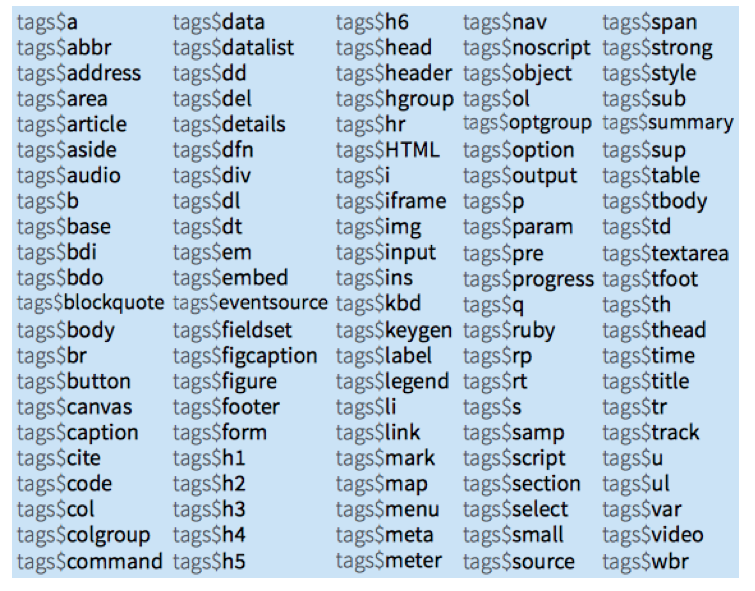 tags$a tags$data tags$h6 tags$nav tags$span
tags$abbr tags$datalist tags$head tags$noscript tags$strong
tags$address tags$dd tags$header tags$object tags$style
tags$area tags$del tags$hgroup tags$ol tags$sub
tags$article tags$details tags$hr tags$optgroup tags$summary
tags$aside tags$dfn tags$HTML tags$option tags$sup
tags$audio tags$div tags$i tags$output tags$table
tags$b tags$dl tags$iframe tags$p tags$tbody
tags$base tags$dt tags$img tags$param tags$td
tags$bdi tags$em tags$input tags$pre tags$textarea
tags$bdo tags$embed tags$ins tags$progress tags$tfoot
tags$blockquote tags$eventsource tags$kbd tags$q tags$th
tags$body tags$fieldset tags$keygen tags$ruby tags$thead
tags$br tags$figcaption tags$label tags$rp tags$time
tags$button tags$figure tags$legend tags$rt tags$title
tags$canvas tags$footer tags$li tags$s tags$tr
tags$caption tags$form tags$link tags$samp tags$track
tags$cite tags$h1 tags$mark tags$script tags$u
tags$code tags$h2 tags$map tags$section tags$ul
tags$col tags$h3 tags$menu tags$select tags$var
tags$colgroup tags$h4 tags$meta tags$small tags$video
tags$command tags$h5 tags$meter tags$source tags$wbr